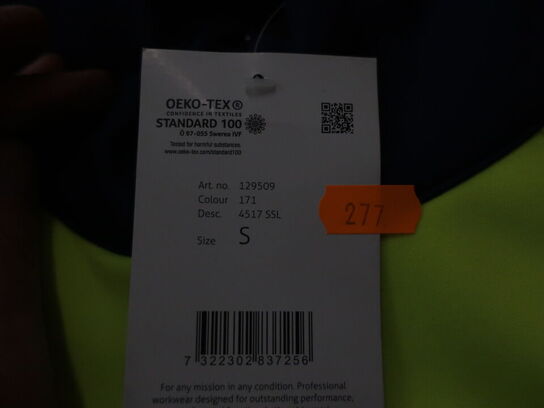 OEKO-TEX®
CONFIDENCE IN TEXTILES
STANDARD 100
Ö 97-055 Swerea IVF
Tested for harmful substances.
www.oeko-tex.com/standard100
Art. no. 129509
Colour 171
Desc. 4517 SSL
Size S
277
7 322302 837256
For any mission in any condition. Professional
workwear designed for outstanding performance,